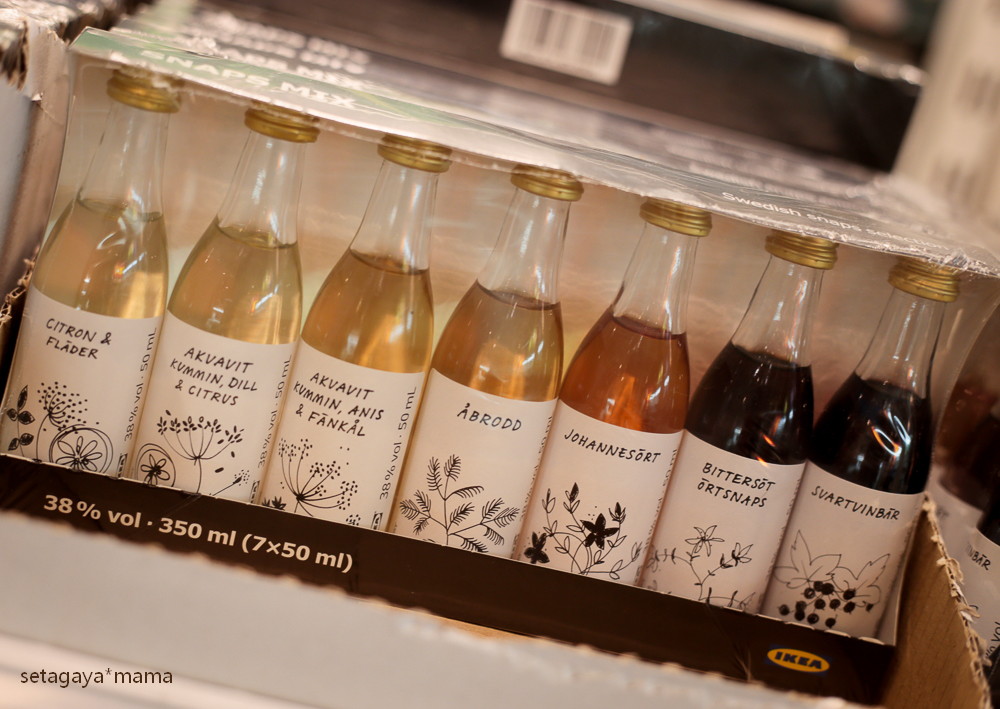 SNAPS MIX
Swedish snaps selection
CITRON &
FLÄDER
38% vol · 50 mL
AKVAVIT
KUMMIN, DILL
& CITRUS
AKVAVIT
KUMMIN, ANIS
& FÄNKÅL
38% vol · 50 mL
ÅBRODD
JOHANNESÖRT
BITTERSÖT
ÖRTSNAPS
SVARTVINBÄR
38% vol · 350 ml (7×50 ml)
IKEA
setagaya*mama